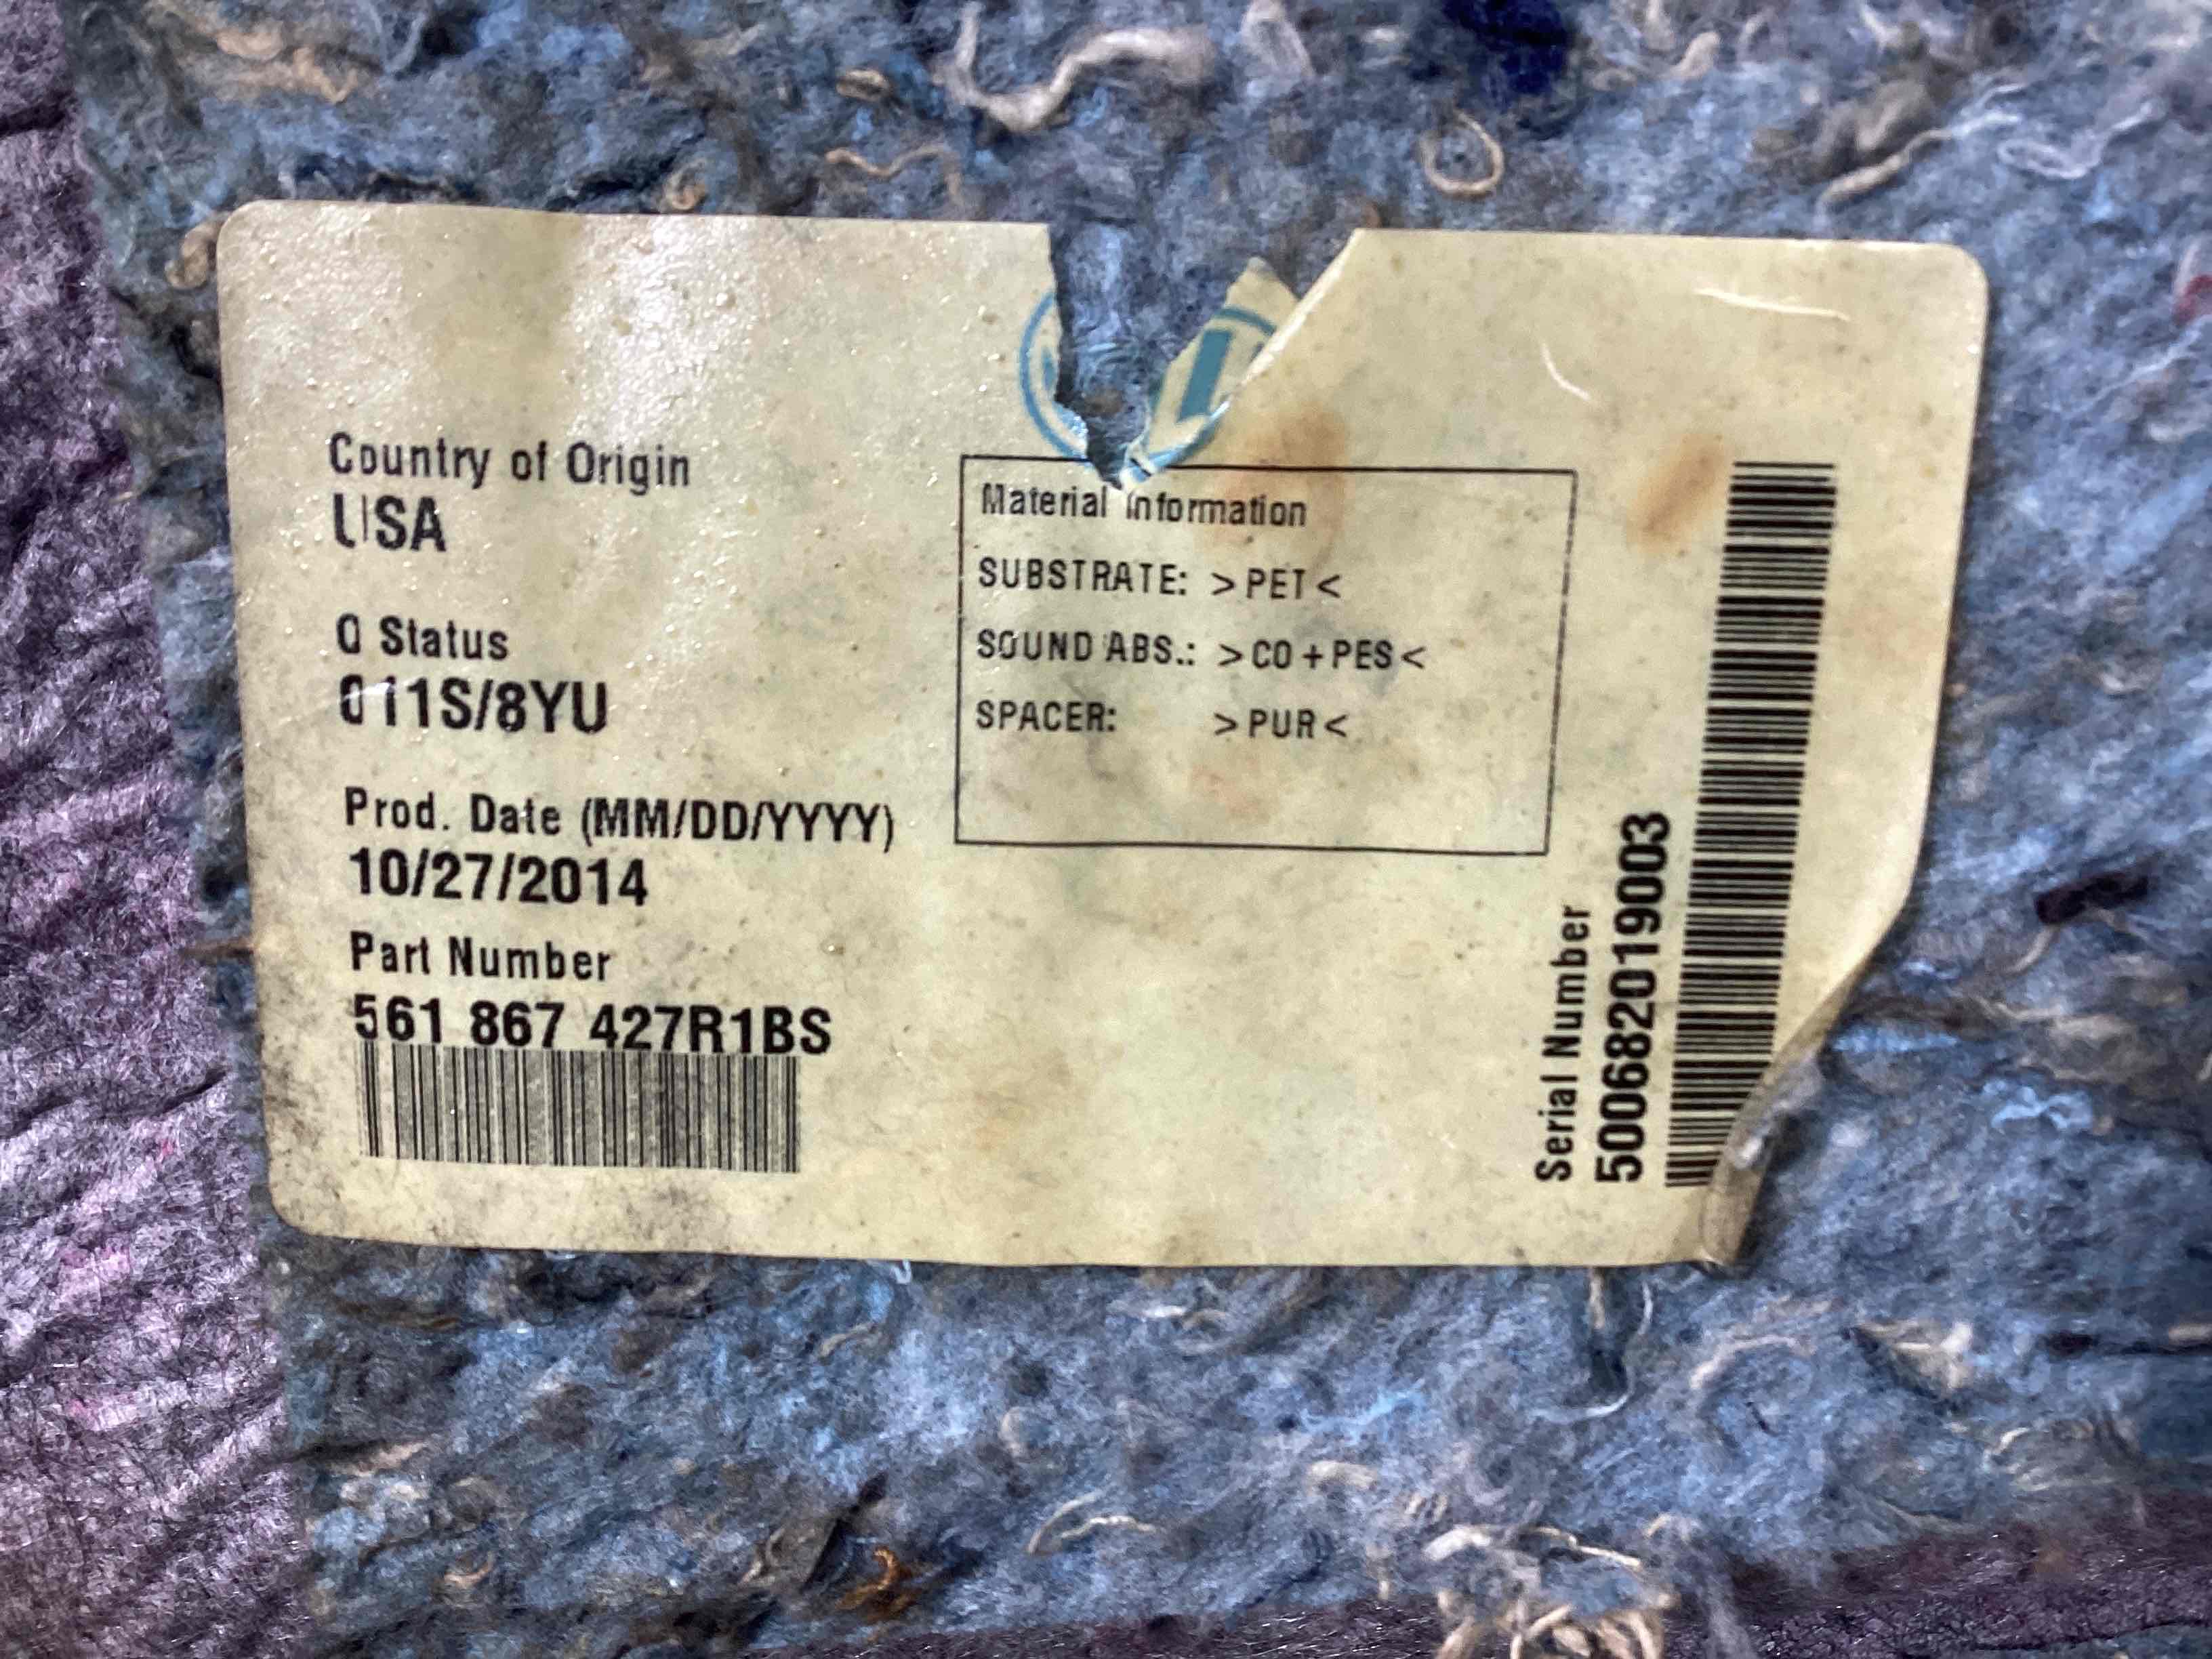 Country of Origin
USA
Q Status
011S/8YU
Prod. Date (MM/DD/YYYY)
10/27/2014
Part Number
561 867 427R1BS
Material Information
SUBSTRATE: >PET<
SOUND ABS.: >CO+PES<
SPACER: >PUR<
Serial Number
500682019003